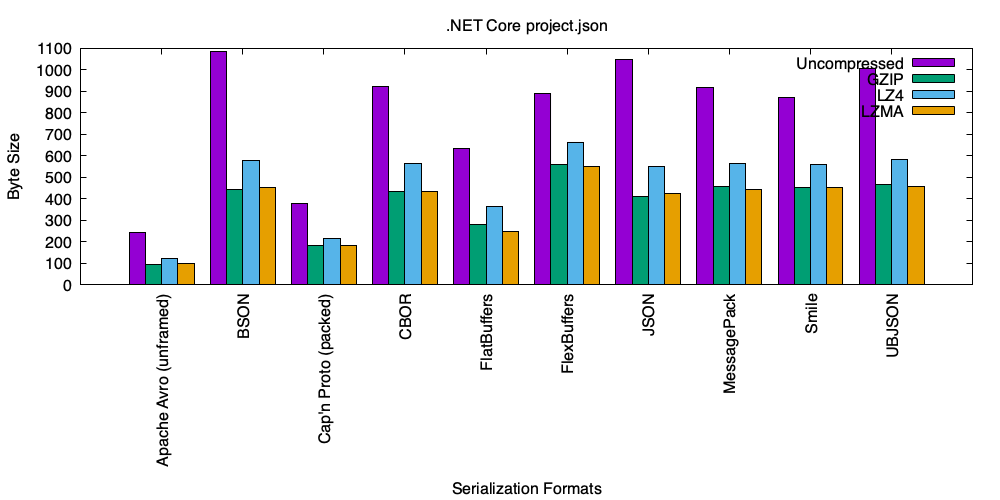 .NET Core project.json
Uncompressed
GZIP
LZ4
LZMA
Byte Size
1100
1000
900
800
700
600
500
400
300
200
100
0
Apache Avro (unframed)
BSON
Cap'n Proto (packed)
CBOR
FlatBuffers
FlexBuffers
JSON
MessagePack
Smile
UBJSON
Serialization Formats